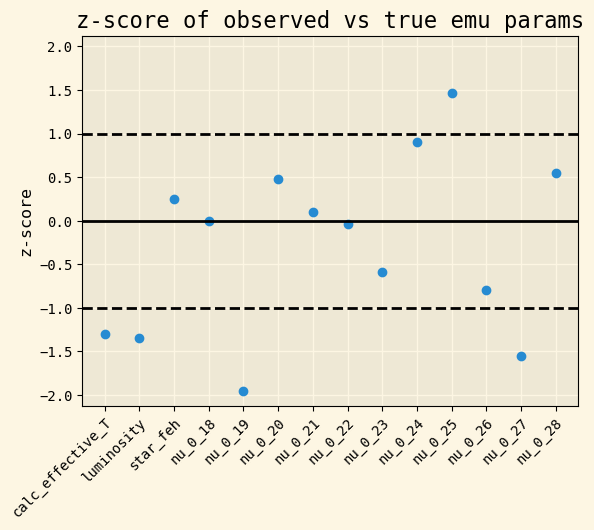 z-score of observed vs true emu params
z-score
2.0
1.5
1.0
0.5
0.0
−0.5
−1.0
−1.5
−2.0
calc_effective_T
luminosity
star_feh
nu_0_18
nu_0_19
nu_0_20
nu_0_21
nu_0_22
nu_0_23
nu_0_24
nu_0_25
nu_0_26
nu_0_27
nu_0_28